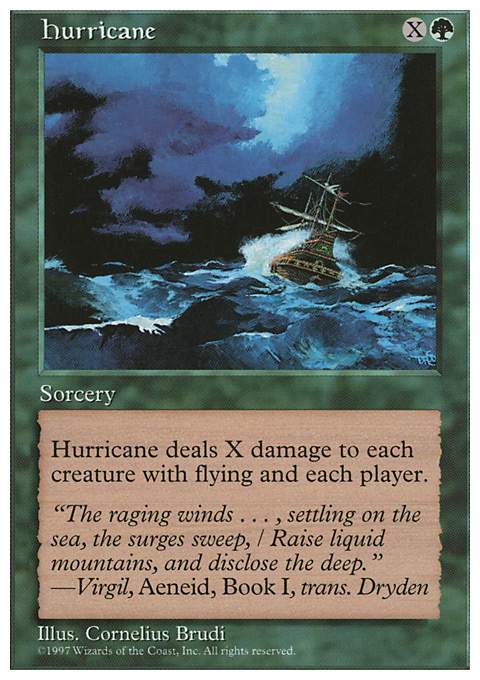 Hurricane
X
Sorcery
Hurricane deals X damage to each
creature with flying and each player.
“The raging winds . . . , settling on the
sea, the surges sweep, / Raise liquid
mountains, and disclose the deep.”
—Virgil, Aeneid, Book I, trans. Dryden
Illus. Cornelius Brudi
©1997 Wizards of the Coast, Inc. All rights reserved.